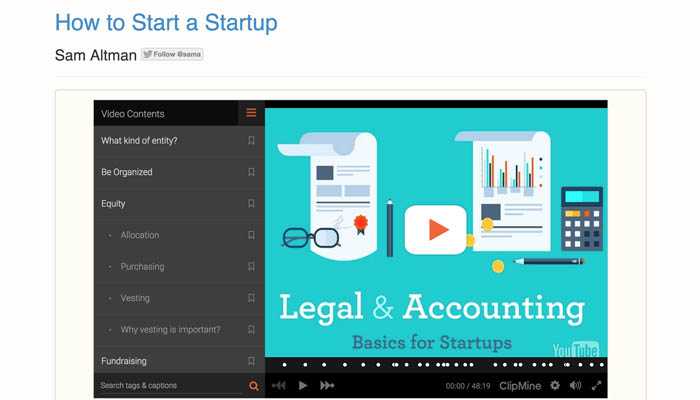 How to Start a Startup
Sam Altman Follow @sama
Video Contents
What kind of entity?
Be Organized
Equity
Allocation
Purchasing
Vesting
Why vesting is important?
Fundraising
Search tags & captions
Legal & Accounting
Basics for Startups
YouTube
00:00 / 48:19 ClipMine